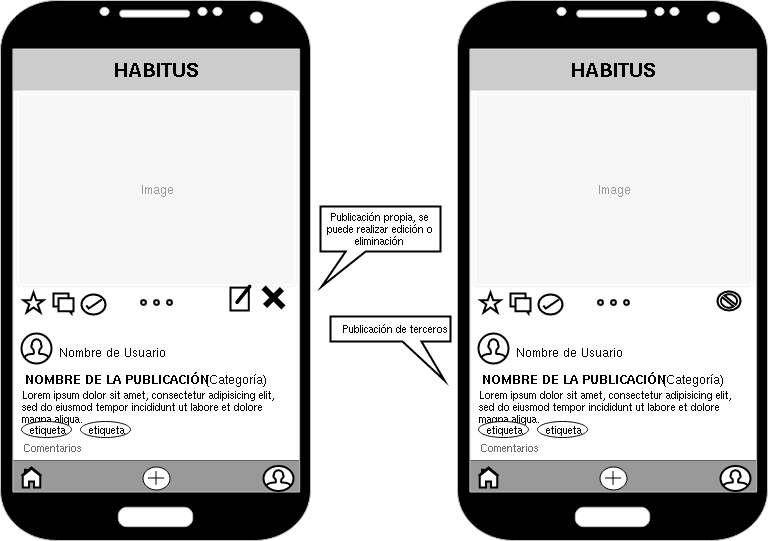 HABITUS
Image
Nombre de Usuario
NOMBRE DE LA PUBLICACIÓN (Categoría)
Lorem ipsum dolor sit amet, consectetur adipisicing elit,
sed do eiusmod tempor incididunt ut labore et dolore
magna aliqua.
etiqueta etiqueta
Comentarios
Publicación propia, se
puede realizar edición o
eliminación
Publicación de terceros
HABITUS
Image
Nombre de Usuario
NOMBRE DE LA PUBLICACIÓN (Categoría)
Lorem ipsum dolor sit amet, consectetur adipisicing elit,
sed do eiusmod tempor incididunt ut labore et dolore
magna aliqua.
etiqueta etiqueta
Comentarios